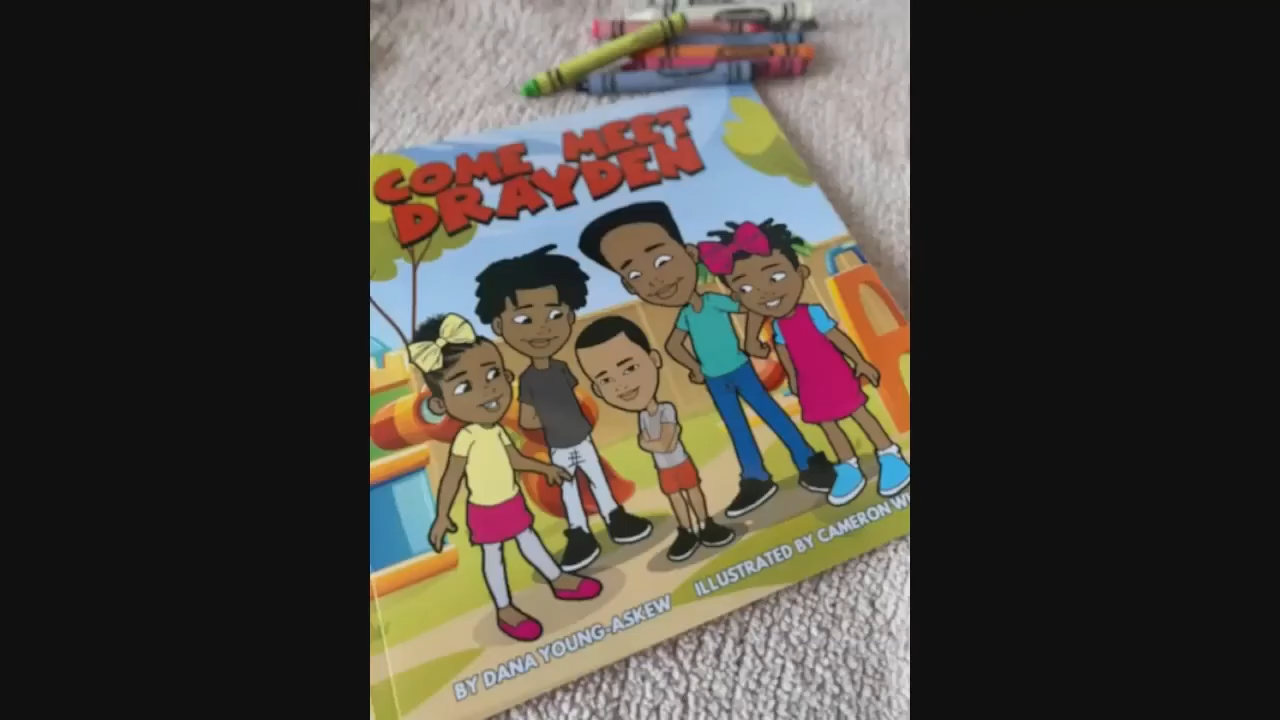 COME MEET
DRAYDEN
BY DANA YOUNG-ASKEW
ILLUSTRATED BY CAMERON